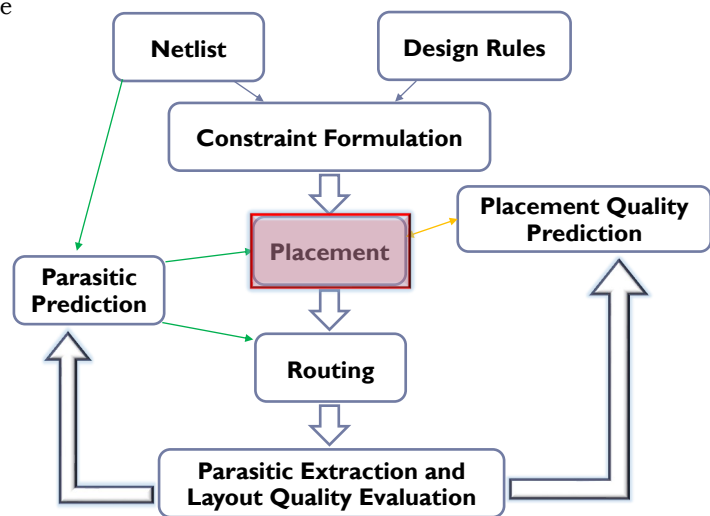 e
Netlist
Design Rules
Constraint Formulation
Placement Quality
Prediction
Placement
Parasitic
Prediction
Routing
Parasitic Extraction and
Layout Quality Evaluation